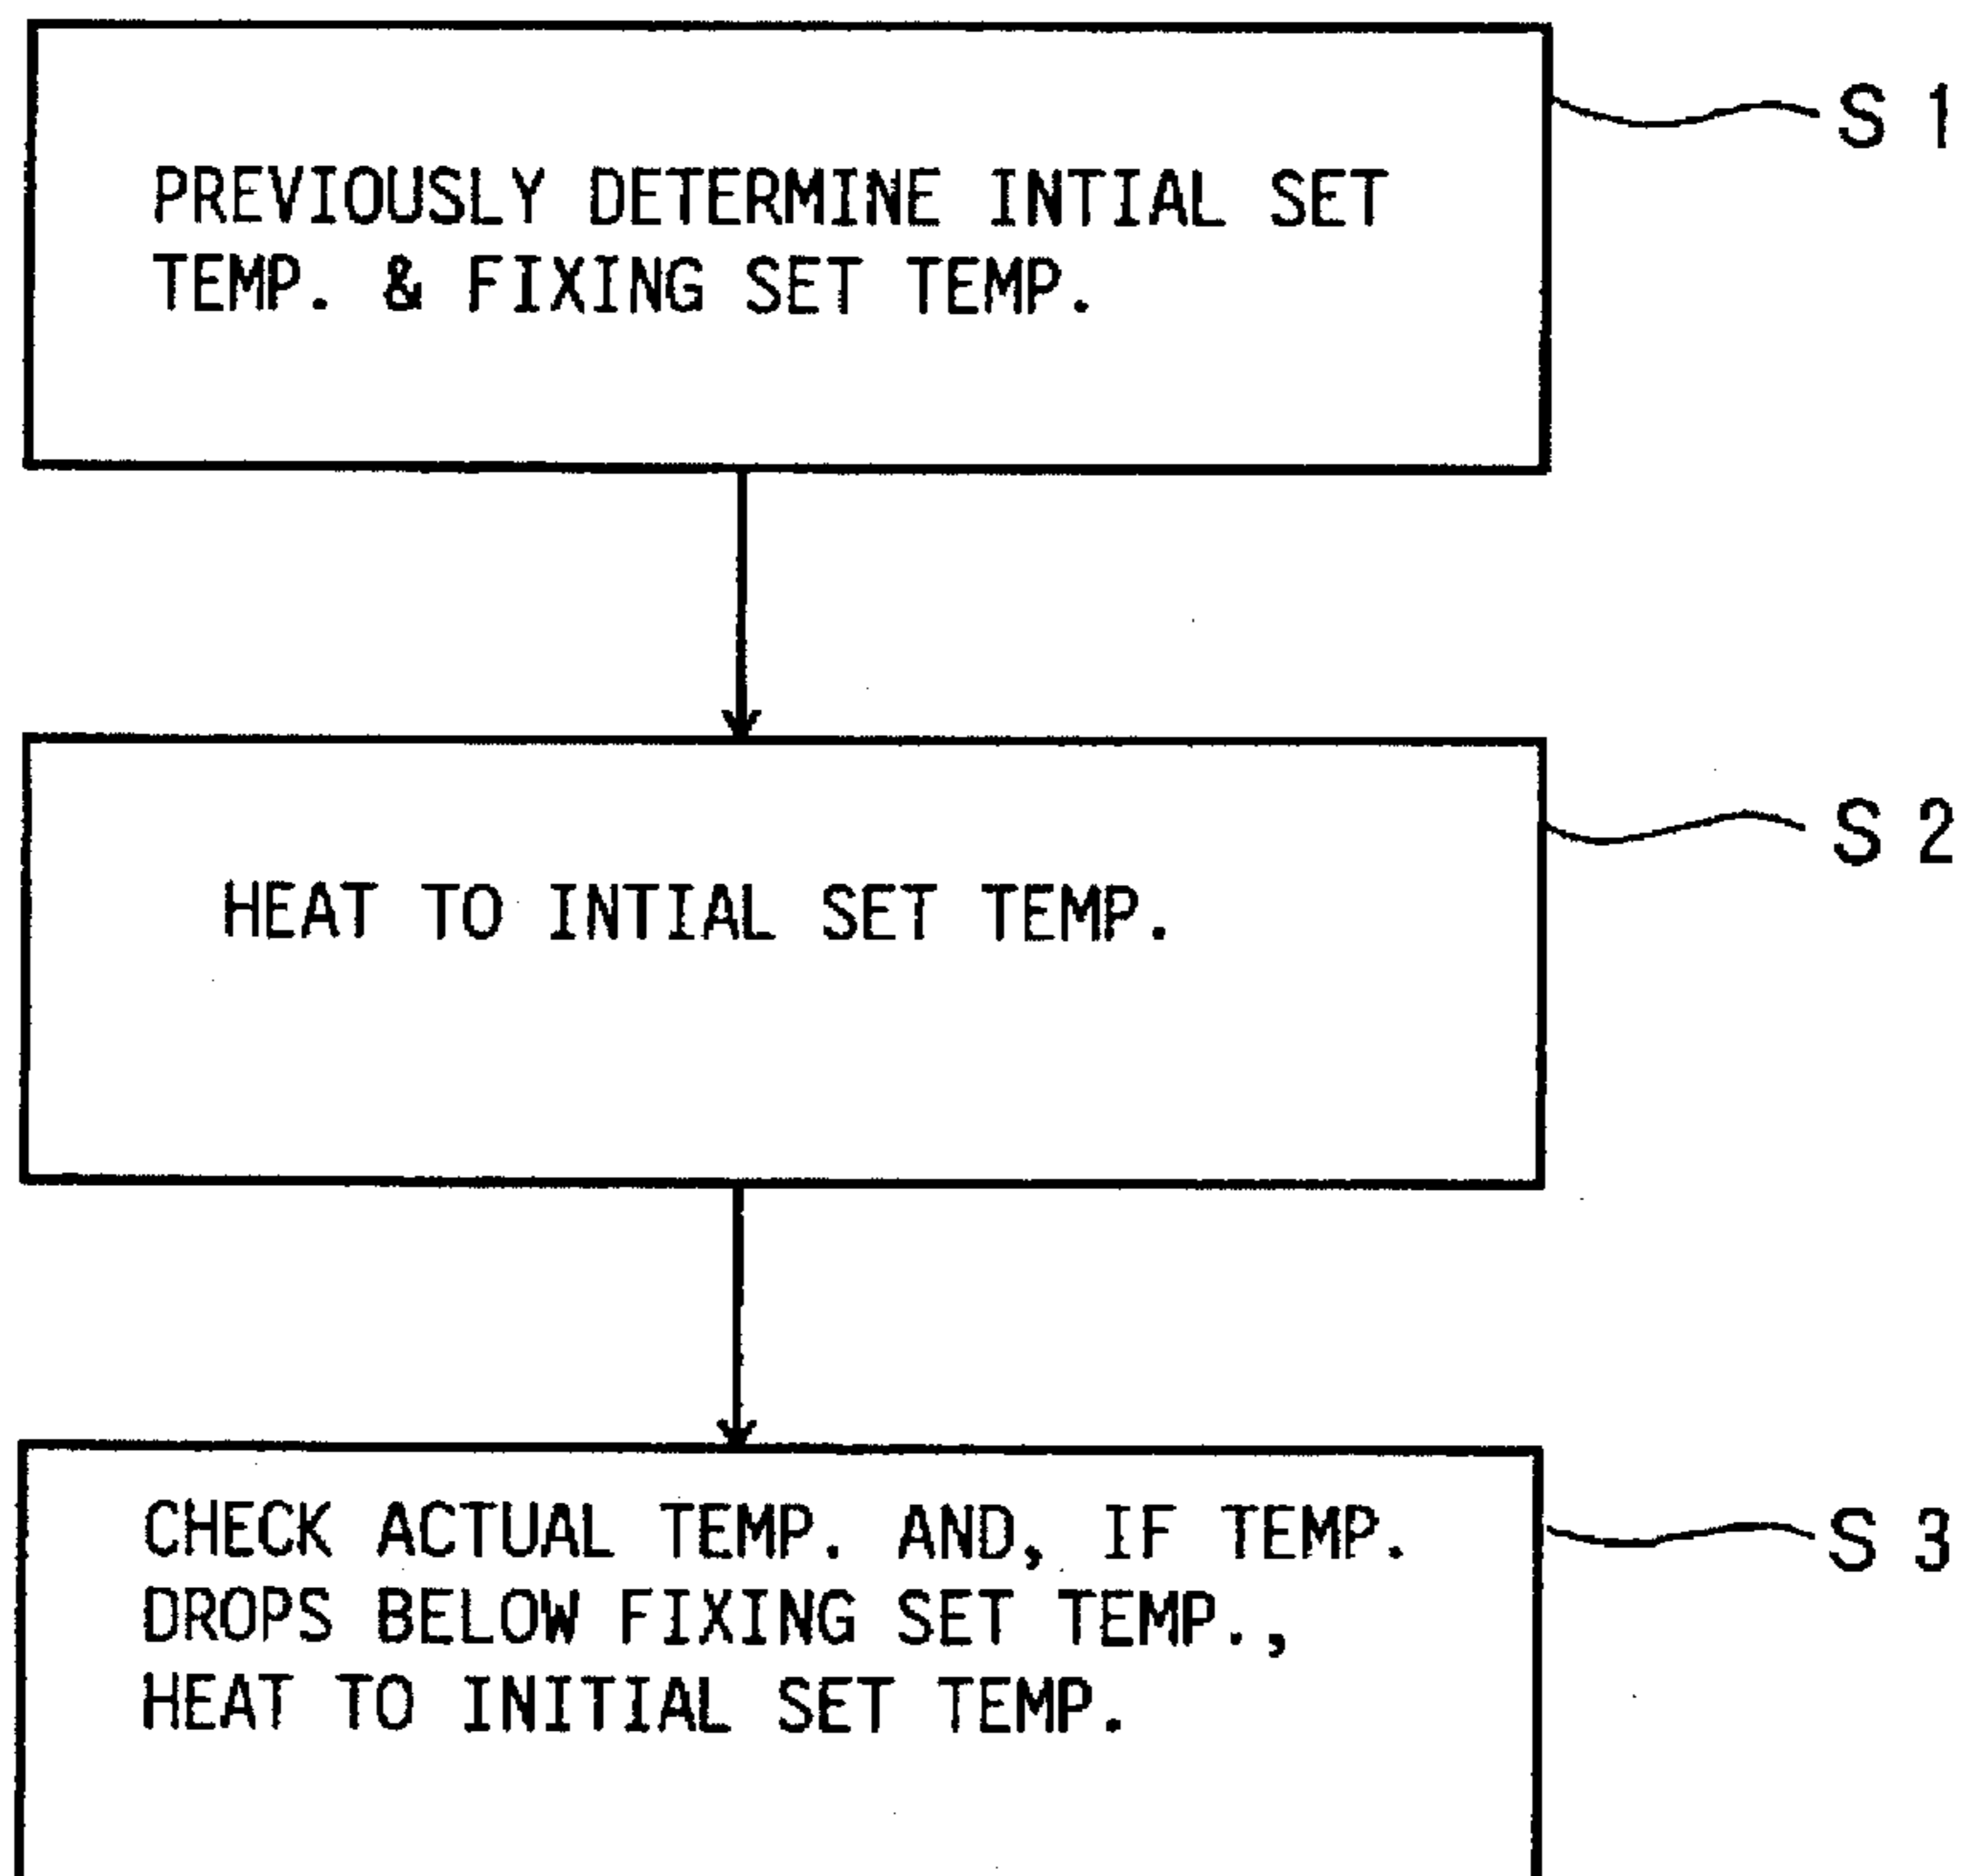 PREVIOUSLY DETERMINE INTIAL SET
TEMP. & FIXING SET TEMP.
S 1
HEAT TO INTIAL SET TEMP.
S 2
CHECK ACTUAL TEMP. AND, IF TEMP.
DROPS BELOW FIXING SET TEMP.,
HEAT TO INITIAL SET TEMP.
S 3